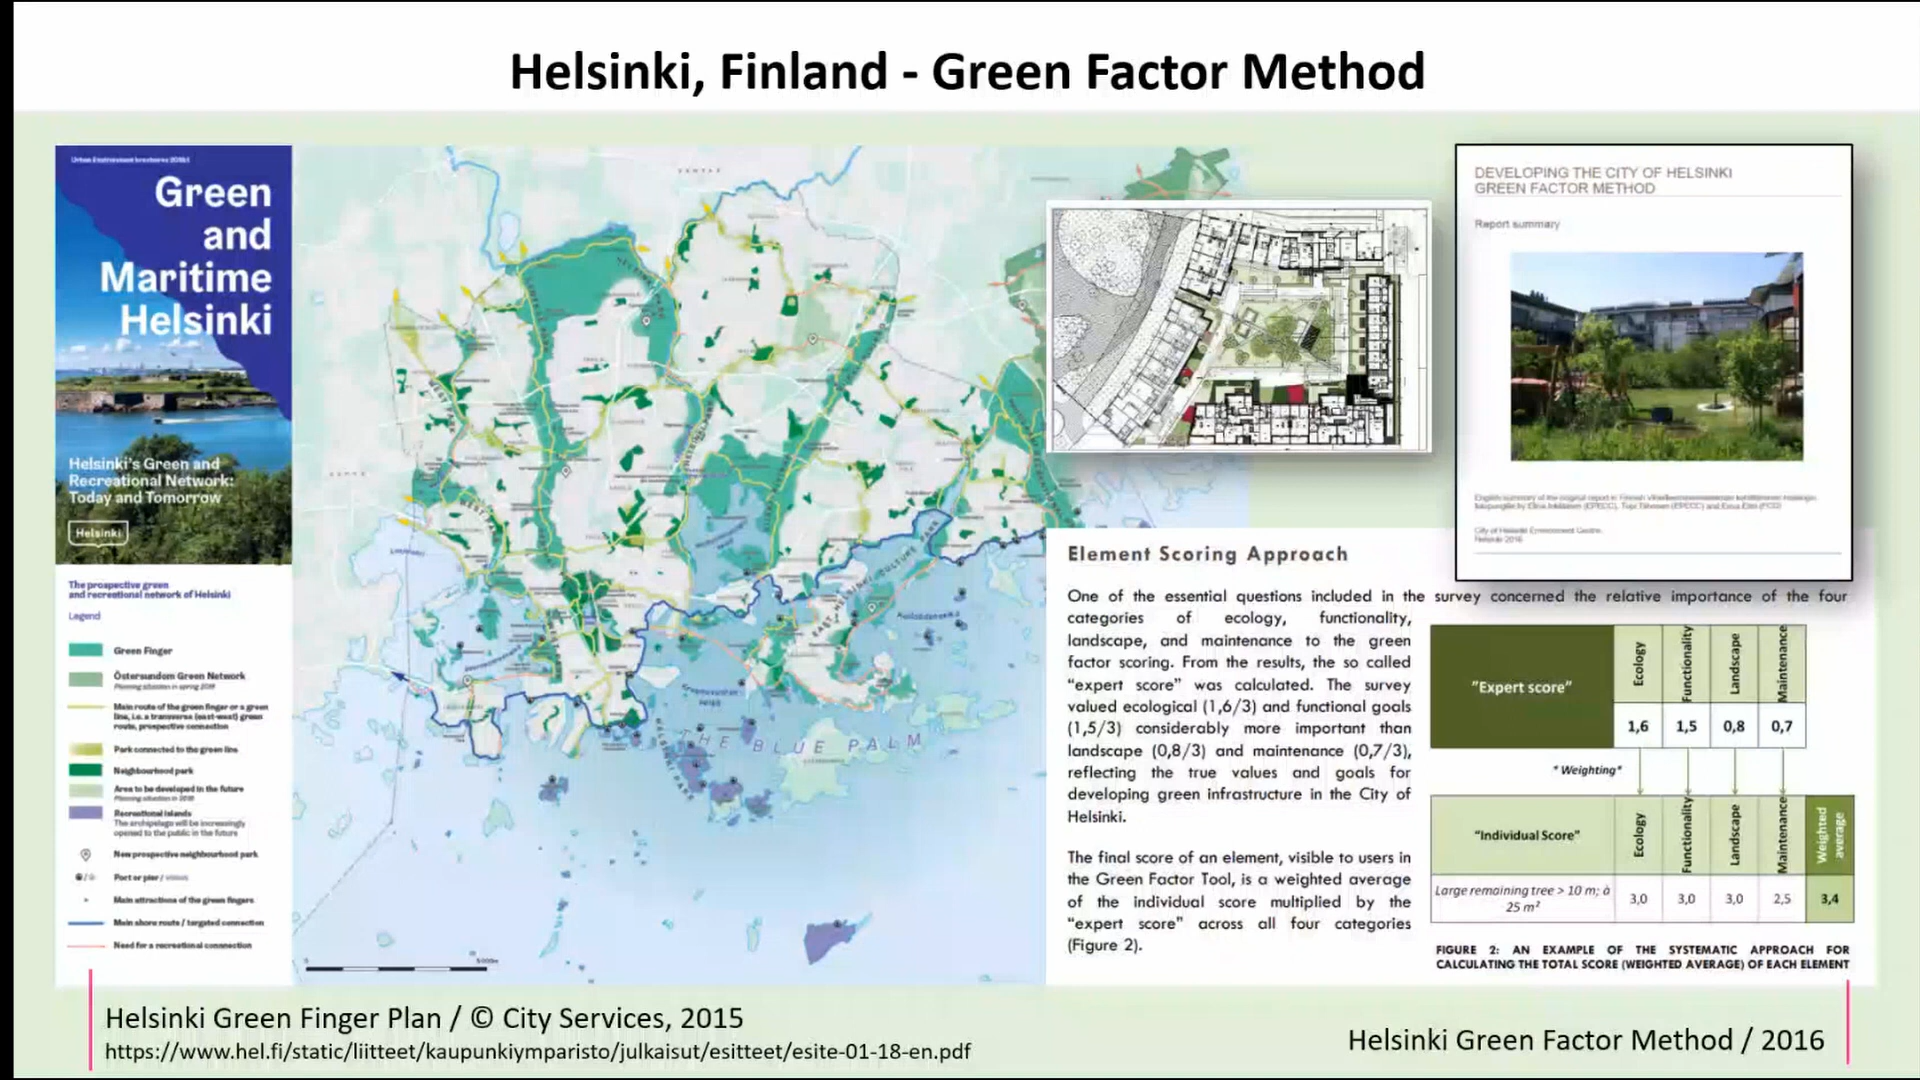 Helsinki, Finland - Green Factor Method
Green
and
Maritime
Helsinki
Helsinki's Green and
Recreational Network:
Today and Tomorrow
Helsinki
The prospective green
and recreational network of Helsinki
Legend
Green Finger
Östersundom Green Network
Planning situation in spring 2018
Main route of the green finger or a green
line, i.e. a transverse (east-west) green
route, prospective connection
Park connected to the green line
Neighbourhood park
Area to be developed in the future
Planning situation in 2018
Recreational islands
The archipelago will be increasingly
opened to the public in the future
New prospective neighbourhood park
Port or pier /
Main attractions of the green fingers
Main shore route / targeted connection
Need for a recreational connection
THE BLUE PALM
DEVELOPING THE CITY OF HELSINKI
GREEN FACTOR METHOD
Report summary
City of Helsinki Environment Centre
Helsinki 2016
Element Scoring Approach
One of the essential questions included in the survey concerned the relative importance of the four
categories of ecology, functionality,
landscape, and maintenance to the green
factor scoring. From the results, the so called
“expert score” was calculated. The survey
valued ecological (1,6/3) and functional goals
(1,5/3) considerably more important than
landscape (0,8/3) and maintenance (0,7/3),
reflecting the true values and goals for
developing green infrastructure in the City of
Helsinki.
The final score of an element, visible to users in
the Green Factor Tool, is a weighted average
of the individual score multiplied by the
“expert score” across all four categories
(Figure 2).
"Expert score"
Ecology
Functionality
Landscape
Maintenance
1,6 1,5 0,8 0,7
* Weighting*
"Individual Score"
Ecology
Functionality
Landscape
Maintenance
Weighted
average
Large remaining tree > 10 m; à
25 m²
3,0 3,0 3,0 2,5 3,4
FIGURE 2: AN EXAMPLE OF THE SYSTEMATIC APPROACH FOR
CALCULATING THE TOTAL SCORE (WEIGHTED AVERAGE) OF EACH ELEMENT
Helsinki Green Finger Plan / © City Services, 2015
https://www.hel.fi/static/liitteet/kaupunkiymparisto/julkaisut/esitteet/esite-01-18-en.pdf
Helsinki Green Factor Method / 2016